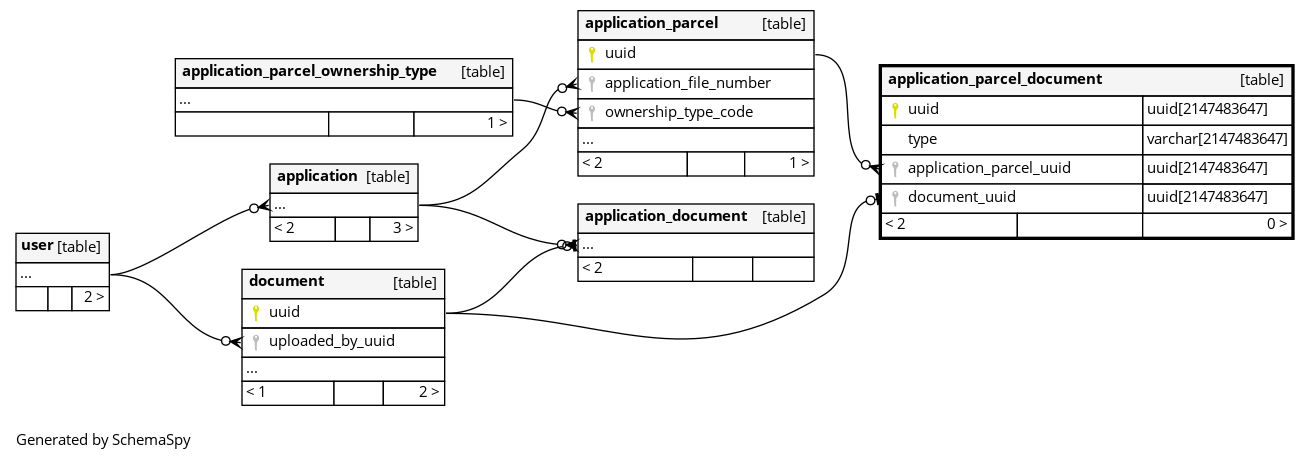 application_parcel [table]
uuid
application_file_number
ownership_type_code
...
< 2 1 >
application_parcel_ownership_type [table]
...
1 >
application_parcel_document [table]
uuid uuid[2147483647]
type varchar[2147483647]
application_parcel_uuid uuid[2147483647]
document_uuid uuid[2147483647]
< 2 0 >
application [table]
...
< 2 3 >
application_document [table]
...
< 2
user [table]
...
2 >
document [table]
uuid
uploaded_by_uuid
...
< 1 2 >
Generated by SchemaSpy